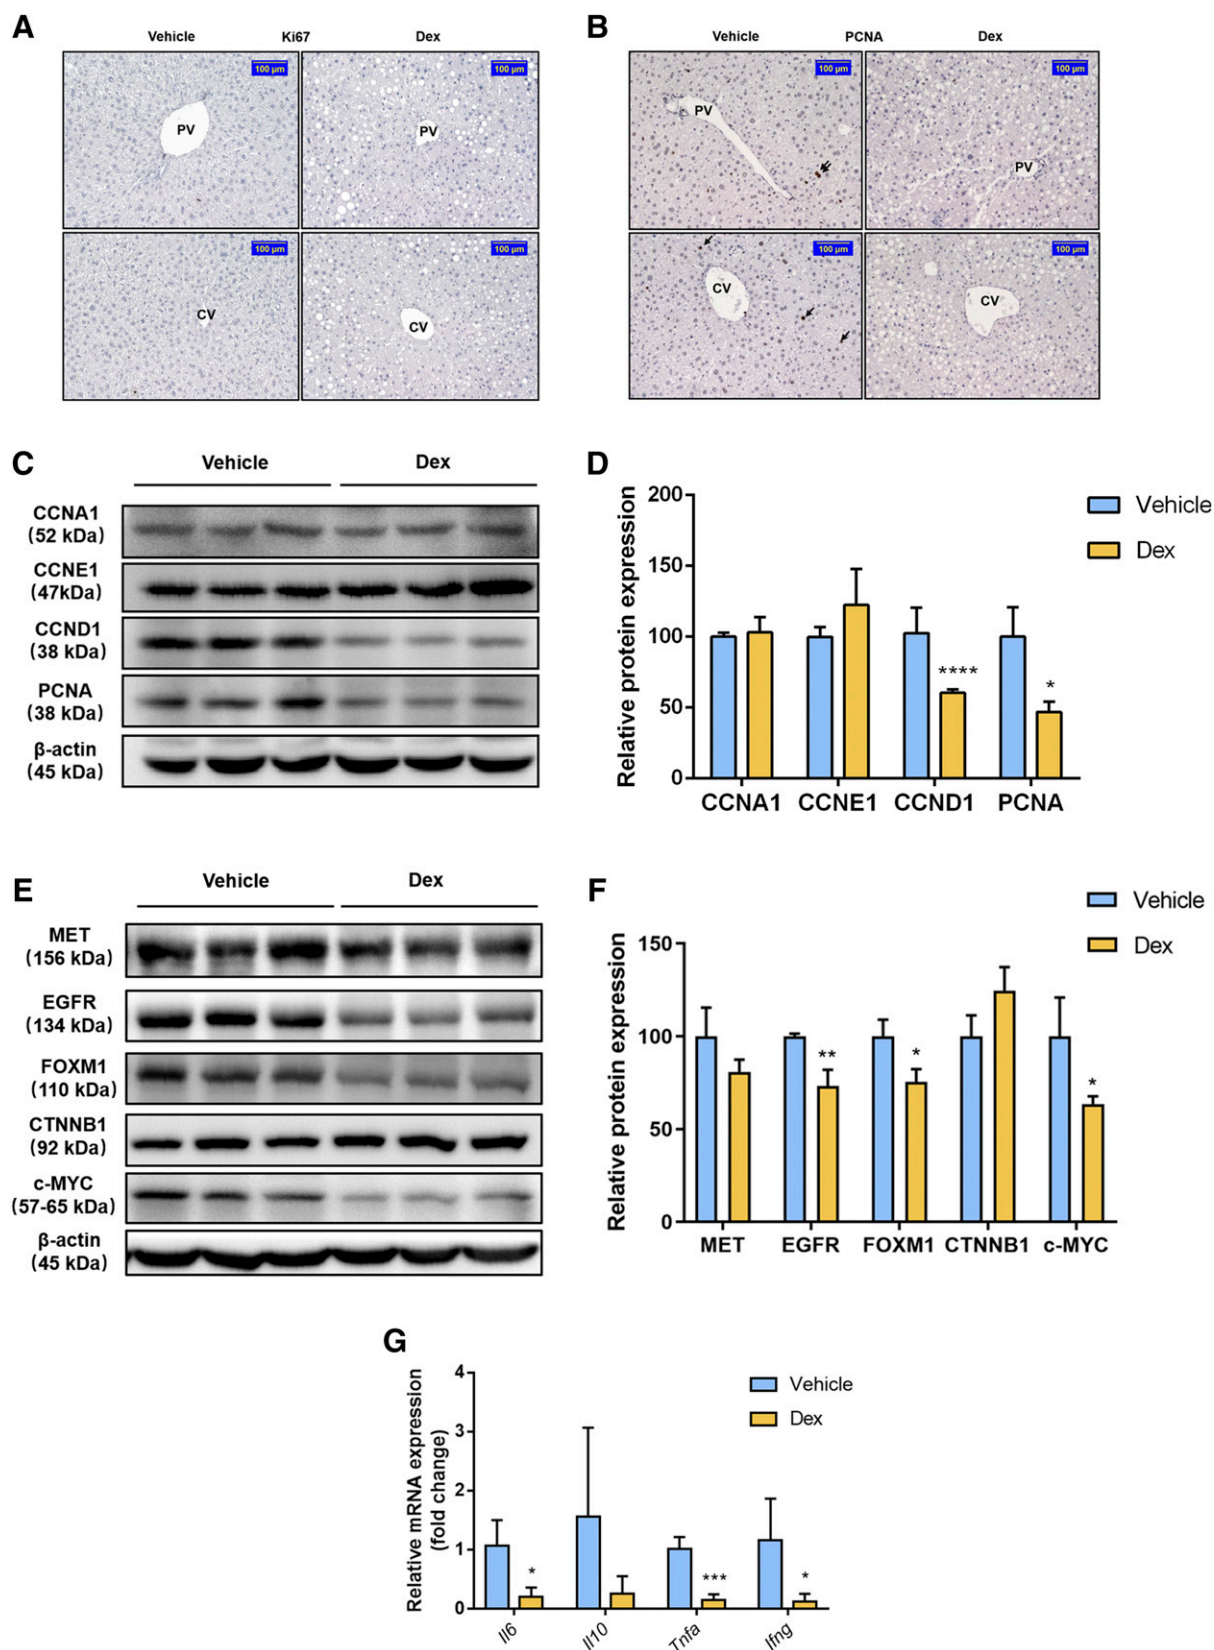 A
Vehicle Ki67 Dex
100 µm 100 µm
PV PV
100 µm 100 µm
CV CV
B
Vehicle PCNA Dex
100 µm 100 µm
PV PV
100 µm 100 µm
CV CV
C
Vehicle Dex
CCNA1
(52 kDa)
CCNE1
(47kDa)
CCND1
(38 kDa)
PCNA
(38 kDa)
β-actin
(45 kDa)
D
Relative protein expression
200
150
100
50
0
**** *
CCNA1 CCNE1 CCND1 PCNA
Vehicle
Dex
E
Vehicle Dex
MET
(156 kDa)
EGFR
(134 kDa)
FOXM1
(110 kDa)
CTNNB1
(92 kDa)
c-MYC
(57-65 kDa)
β-actin
(45 kDa)
F
Vehicle
Dex
Relative protein expression
150
100
50
0
** * *
MET EGFR FOXM1 CTNNB1 c-MYC
G
Relative mRNA expression
(fold change)
4
3
2
1
0
* *** *
Il6 Il10 Tnfa Ifng
Vehicle
Dex